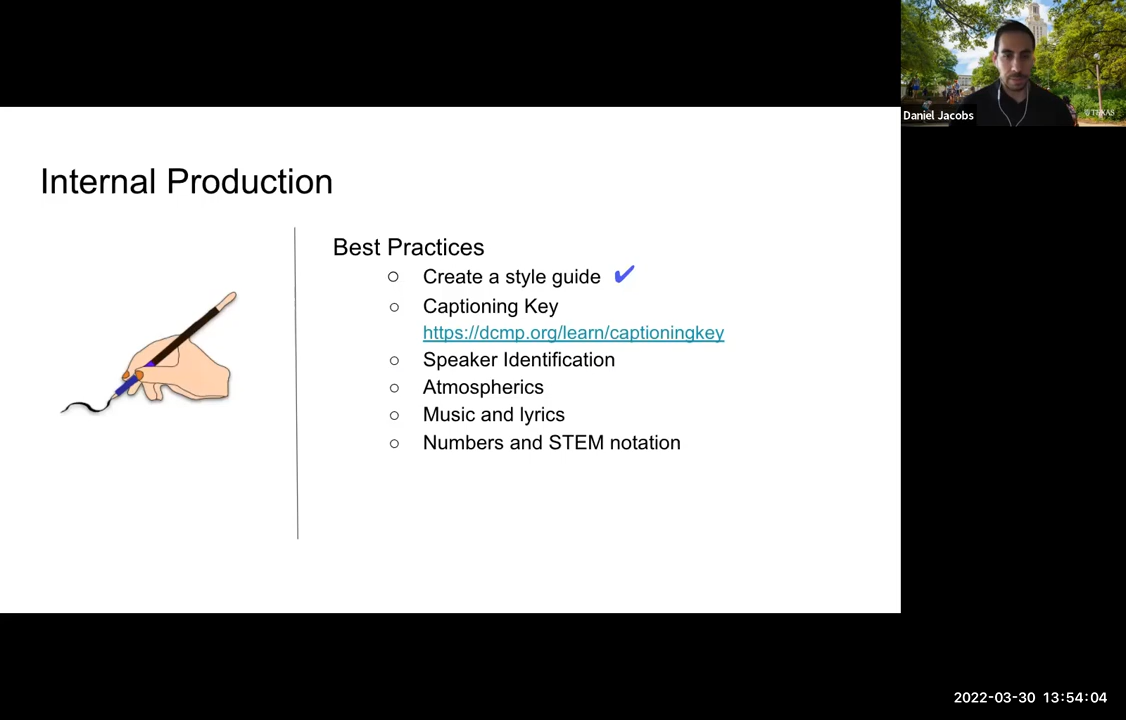 Daniel Jacobs
TEXAS
Internal Production
Best Practices
○ Create a style guide ✔
○ Captioning Key
https://dcmp.org/learn/captioningkey
○ Speaker Identification
○ Atmospherics
○ Music and lyrics
○ Numbers and STEM notation
2022-03-30 13:54:04